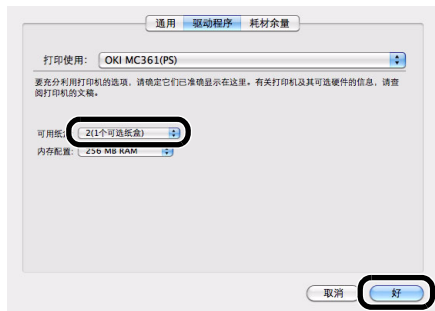 通用 驱动程序 耗材余量
打印使用： OKI MC361(PS)
要充分利用打印机的选项，请确定它们已准确显示在这里。有关打印机及其可选硬件的信息，请查
阅打印机的文稿。
可用纸 2(1个可选纸盒)
内存配置： 256 MB RAM
取消 好